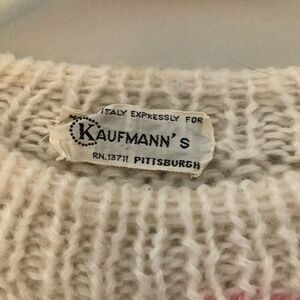 ITALY EXPRESSLY FOR
KAUFMANN'S
RN.13711 PITTSBURGH